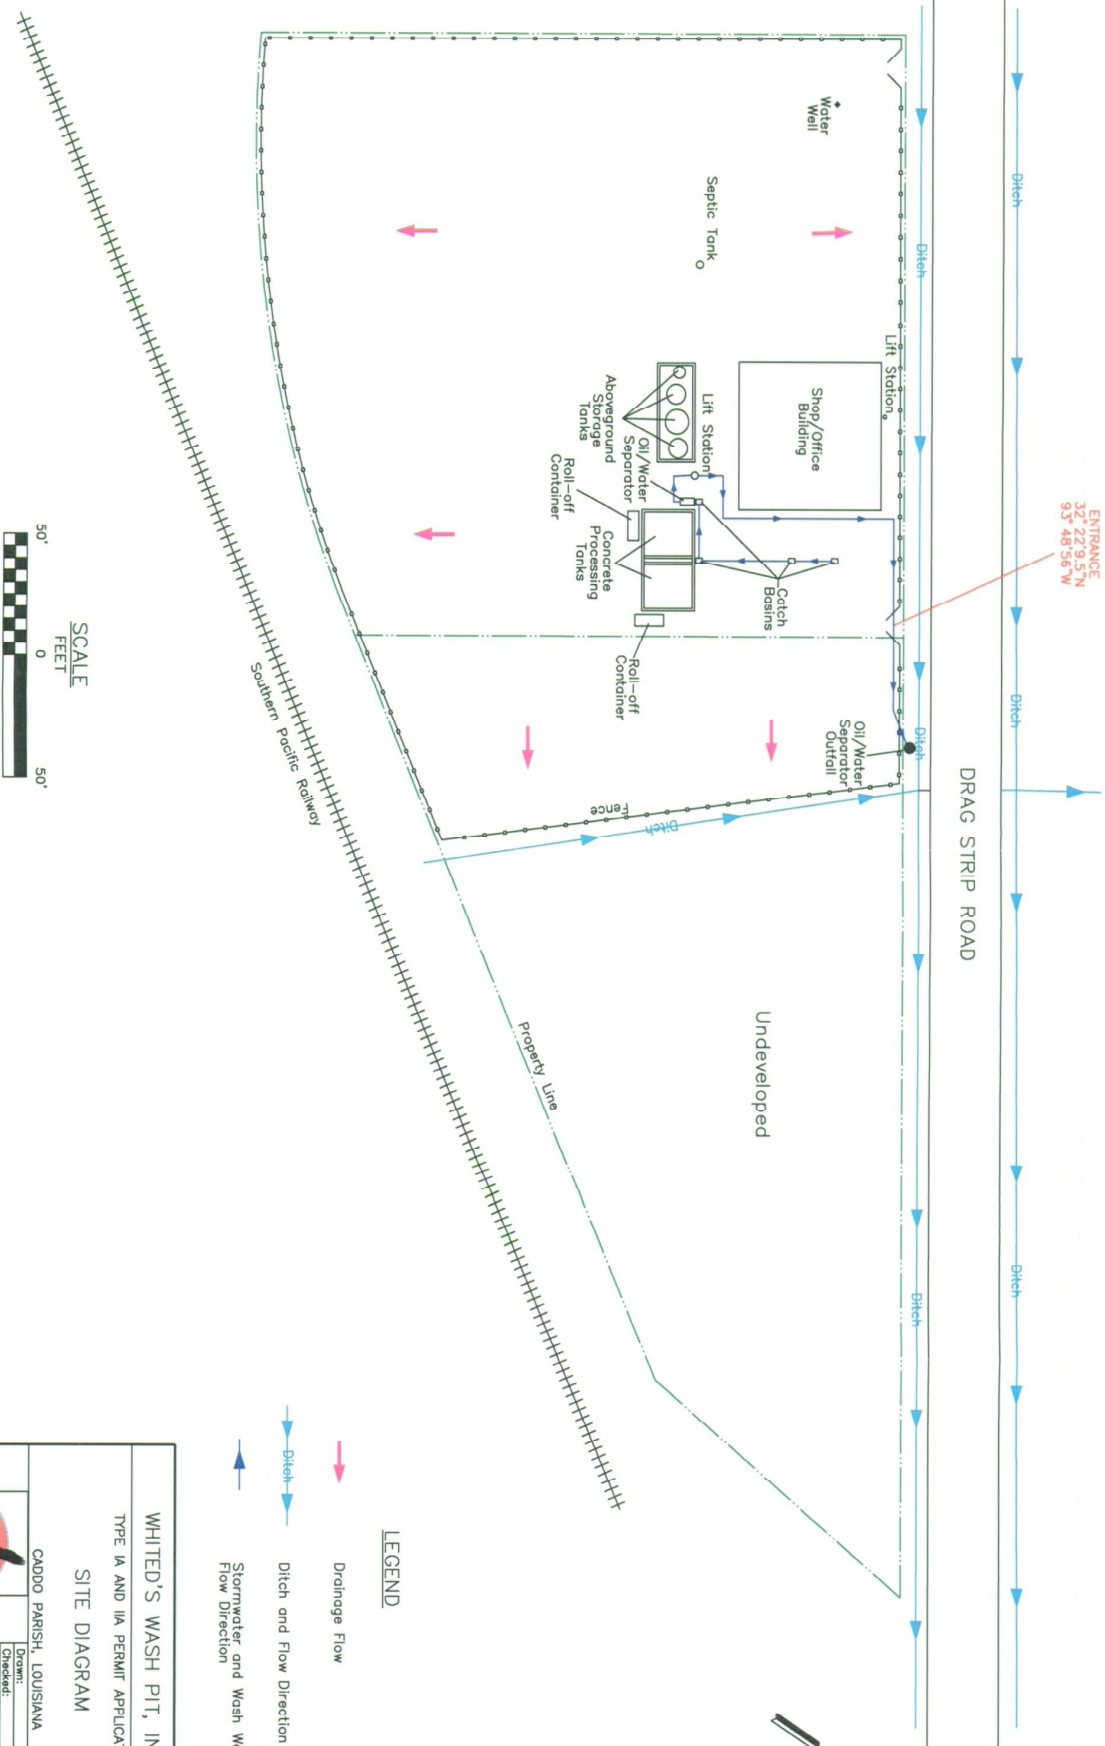 ENTRANCE
32° 22'9.5"N
93° 48'56"W
Ditch
Ditch
Ditch
DRAG STRIP ROAD
Ditch
Ditch
Ditch
Water
Well
Septic Tank
Lift Station
Shop/Office
Building
Lift Station
Oil/Water
Separator
Aboveground
Storage
Tanks
Roll-off
Container
Concrete
Processing
Tanks
Catch
Basins
Roll-off
Container
Oil/Water
Separator
Outfall
Fence
Ditch
Undeveloped
Property Line
Southern Pacific Railway
SCALE
FEET
50'
0
50'
LEGEND
Drainage Flow
Ditch
Ditch and Flow Direction
Stormwater and Wash
Flow Direction
WHITED'S WASH PIT,
TYPE IA AND IIA PERMIT
SITE DIAGRAM
CADDO PARISH, LOUISIANA
Drawn:
Checked: